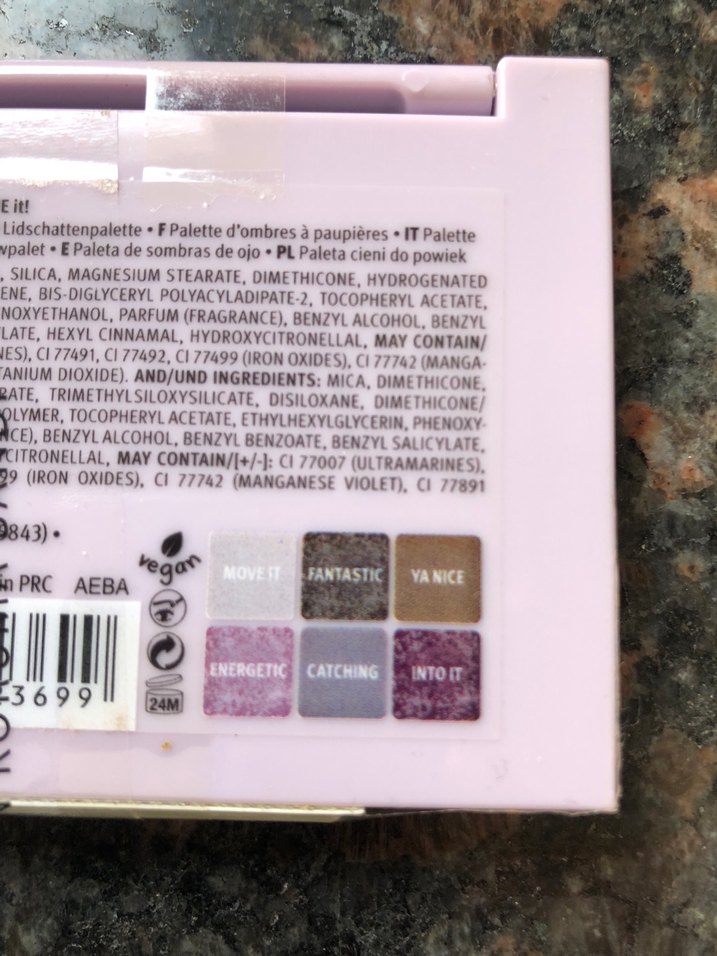 E it!
Lidschattenpalette • F Palette d'ombres à paupières • IT Palette
wpalet • E Paleta de sombras de ojo • PL Paleta cieni do powiek
, SILICA, MAGNESIUM STEARATE, DIMETHICONE, HYDROGENATED
ENE, BIS-DIGLYCERYL POLYACYLADIPATE-2, TOCOPHERYL ACETATE,
NOXYETHANOL, PARFUM (FRAGRANCE), BENZYL ALCOHOL, BENZYL
LATE, HEXYL CINNAMAL, HYDROXYCITRONELLAL, MAY CONTAIN/
NES), CI 77491, CI 77492, CI 77499 (IRON OXIDES), CI 77742 (MANGA-
TANIUM DIOXIDE). AND/UND INGREDIENTS: MICA, DIMETHICONE,
RATE, TRIMETHYLSILOXYSILICATE, DISILOXANE, DIMETHICONE/
OLYMER, TOCOPHERYL ACETATE, ETHYLHEXYLGLYCERIN, PHENOXY-
NCE), BENZYL ALCOHOL, BENZYL BENZOATE, BENZYL SALICYLATE,
CITRONELLAL, MAY CONTAIN/[+/-]: CI 77007 (ULTRAMARINES),
99 (IRON OXIDES), CI 77742 (MANGANESE VIOLET), CI 77891
9843) •
in PRC AEBA
3699
vegan
24M
MOVE IT FANTASTIC YA NICE
ENERGETIC CATCHING INTO IT